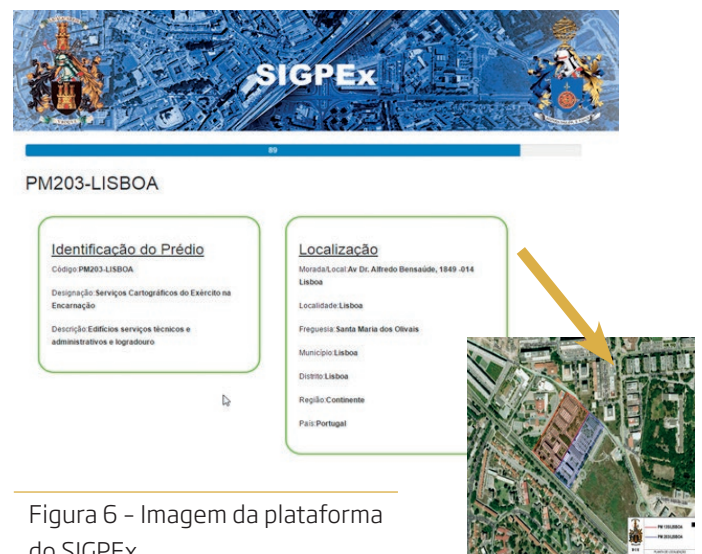 SIGPEx
89
PM203-LISBOA
Identificação do Prédio
Código:PM203-LISBOA
Designação:Serviços Cartográficos do Exército na
Encarnação
Descrição:Edifícios serviços técnicos e
administrativos e logradouro
Localização
Morada/Local:Av Dr. Alfredo Bensaúde, 1849 -014
Lisboa
Localidade:Lisboa
Freguesia:Santa Maria dos Olivais
Município:Lisboa
Distrito:Lisboa
Região:Continente
País:Portugal
Figura 6 – Imagem da plataforma
do SIGPEx